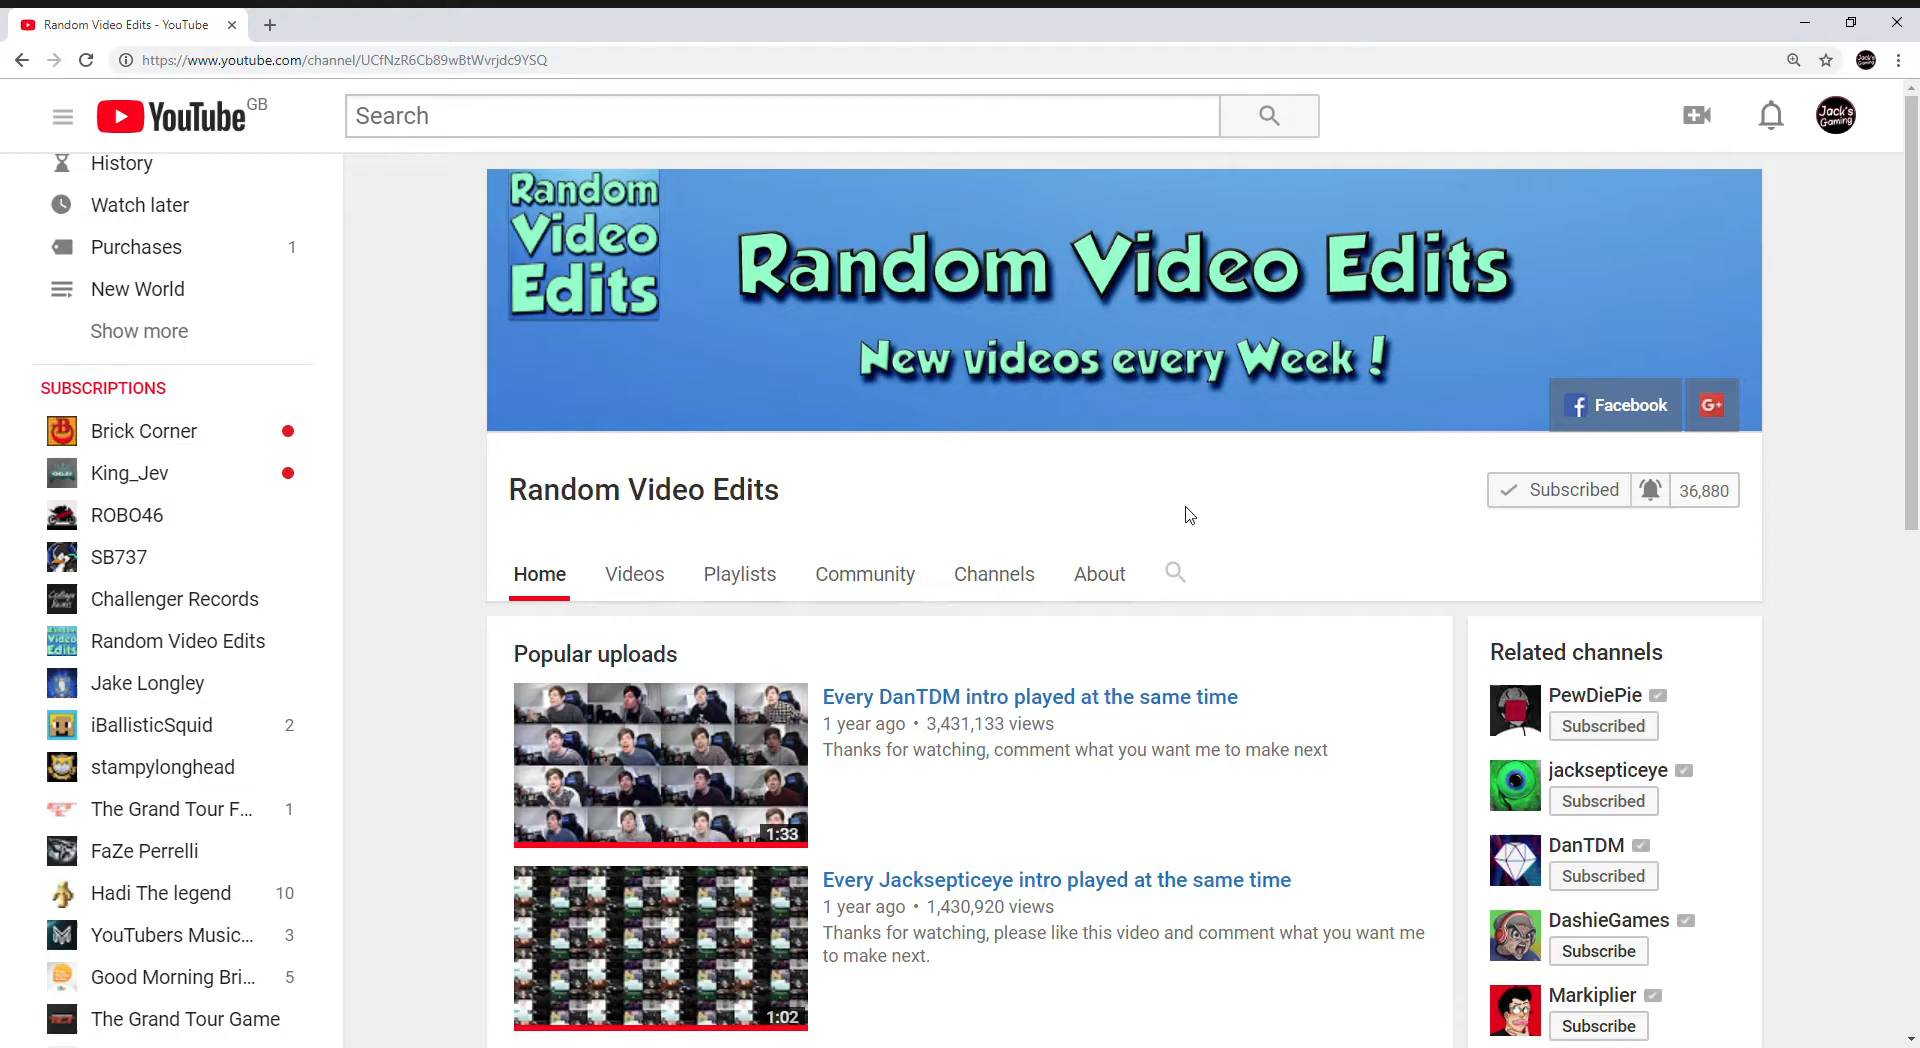 Random Video Edits - YouTube
https://www.youtube.com/channel/UCfNzR6Cb89wBtWvrjdc9YSQ
YouTube GB
Search
Jack's
Gaming
History
Watch later
Purchases 1
New World
Show more
SUBSCRIPTIONS
Brick Corner
King_Jev
ROBO46
SB737
Challenger Records
Random Video Edits
Jake Longley
iBallisticSquid 2
stampylonghead
The Grand Tour F... 1
FaZe Perrelli
Hadi The legend 10
YouTubers Music... 3
Good Morning Bri... 5
The Grand Tour Game
Random
Video
Edits
Random Video Edits
New videos every Week !
Facebook
G+
Random Video Edits
Subscribed 36,880
Home Videos Playlists Community Channels About
Popular uploads
1:33
Every DanTDM intro played at the same time
1 year ago • 3,431,133 views
Thanks for watching, comment what you want me to make next
1:02
Every Jacksepticeye intro played at the same time
1 year ago • 1,430,920 views
Thanks for watching, please like this video and comment what you want me
to make next.
Related channels
PewDiePie
Subscribed
jacksepticeye
Subscribed
DanTDM
Subscribed
DashieGames
Subscribe
Markiplier
Subscribe